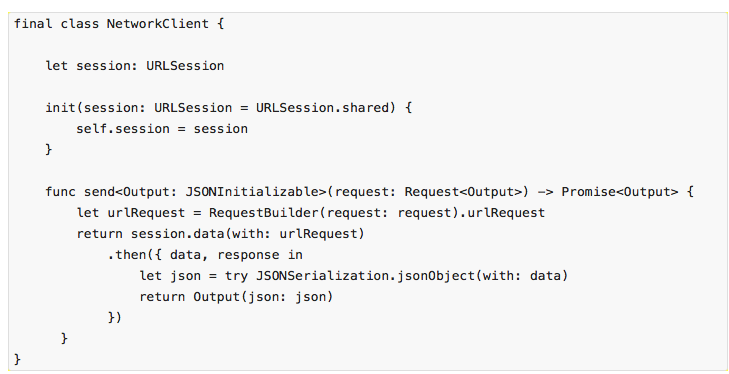 final class NetworkClient {

    let session: URLSession

    init(session: URLSession = URLSession.shared) {
        self.session = session
    }

    func send<Output: JSONInitializable>(request: Request<Output>) -> Promise<Output> {
        let urlRequest = RequestBuilder(request: request).urlRequest
        return session.data(with: urlRequest)
            .then({ data, response in
                let json = try JSONSerialization.jsonObject(with: data)
                return Output(json: json)
            })
      }
}